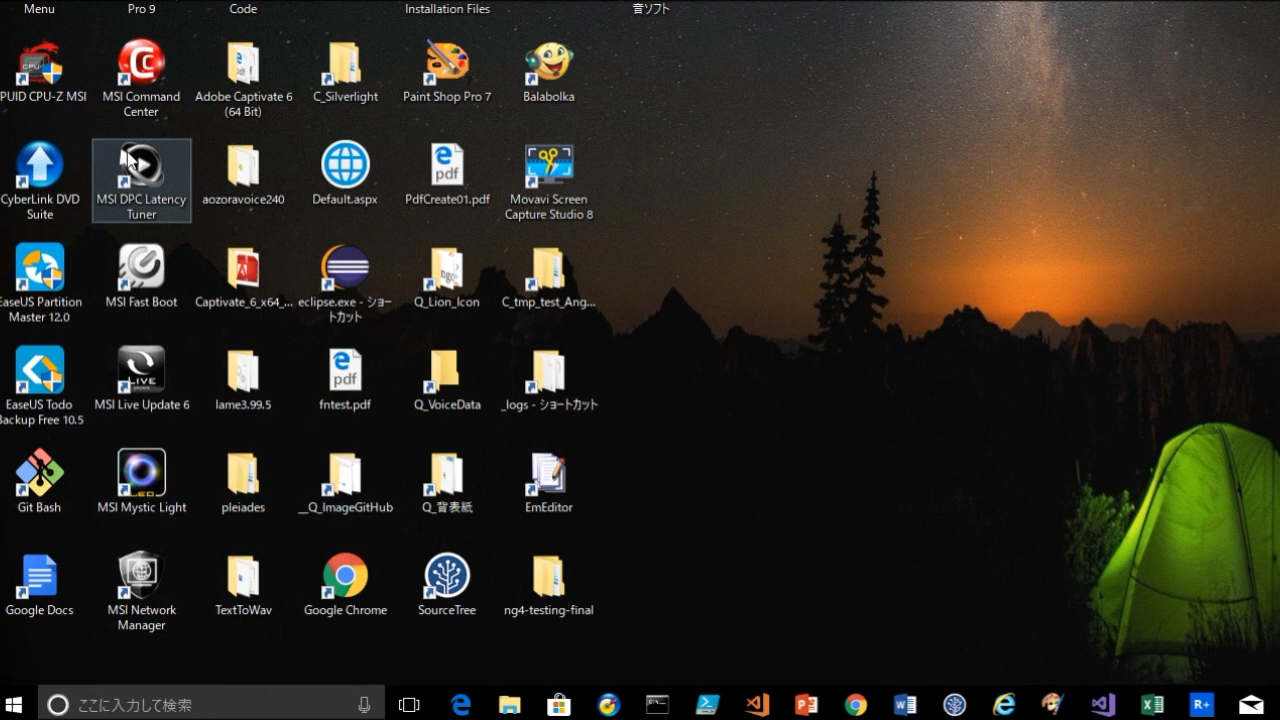 Menu
Pro 9
Code
Installation Files
音ソフト
PUID CPU-Z MSI
MSI Command
Center
Adobe Captivate 6
(64 Bit)
C_Silverlight
Paint Shop Pro 7
Balabolka
CyberLink DVD
Suite
MSI DPC Latency
Tuner
aozoravoice240
Default.aspx
PdfCreate01.pdf
Movavi Screen
Capture Studio 8
EaseUS Partition
Master 12.0
MSI Fast Boot
Captivate_6_x64_...
eclipse.exe - ショー
トカット
Q_Lion_Icon
C_tmp_test_Ang...
EaseUS Todo
Backup Free 10.5
MSI Live Update 6
lame3.99.5
fntest.pdf
Q_VoiceData
_logs - ショートカット
Git Bash
MSI Mystic Light
pleiades
__Q_ImageGitHub
Q_背表紙
EmEditor
Google Docs
MSI Network
Manager
TextToWav
Google Chrome
SourceTree
ng4-testing-final
ここに入力して検索